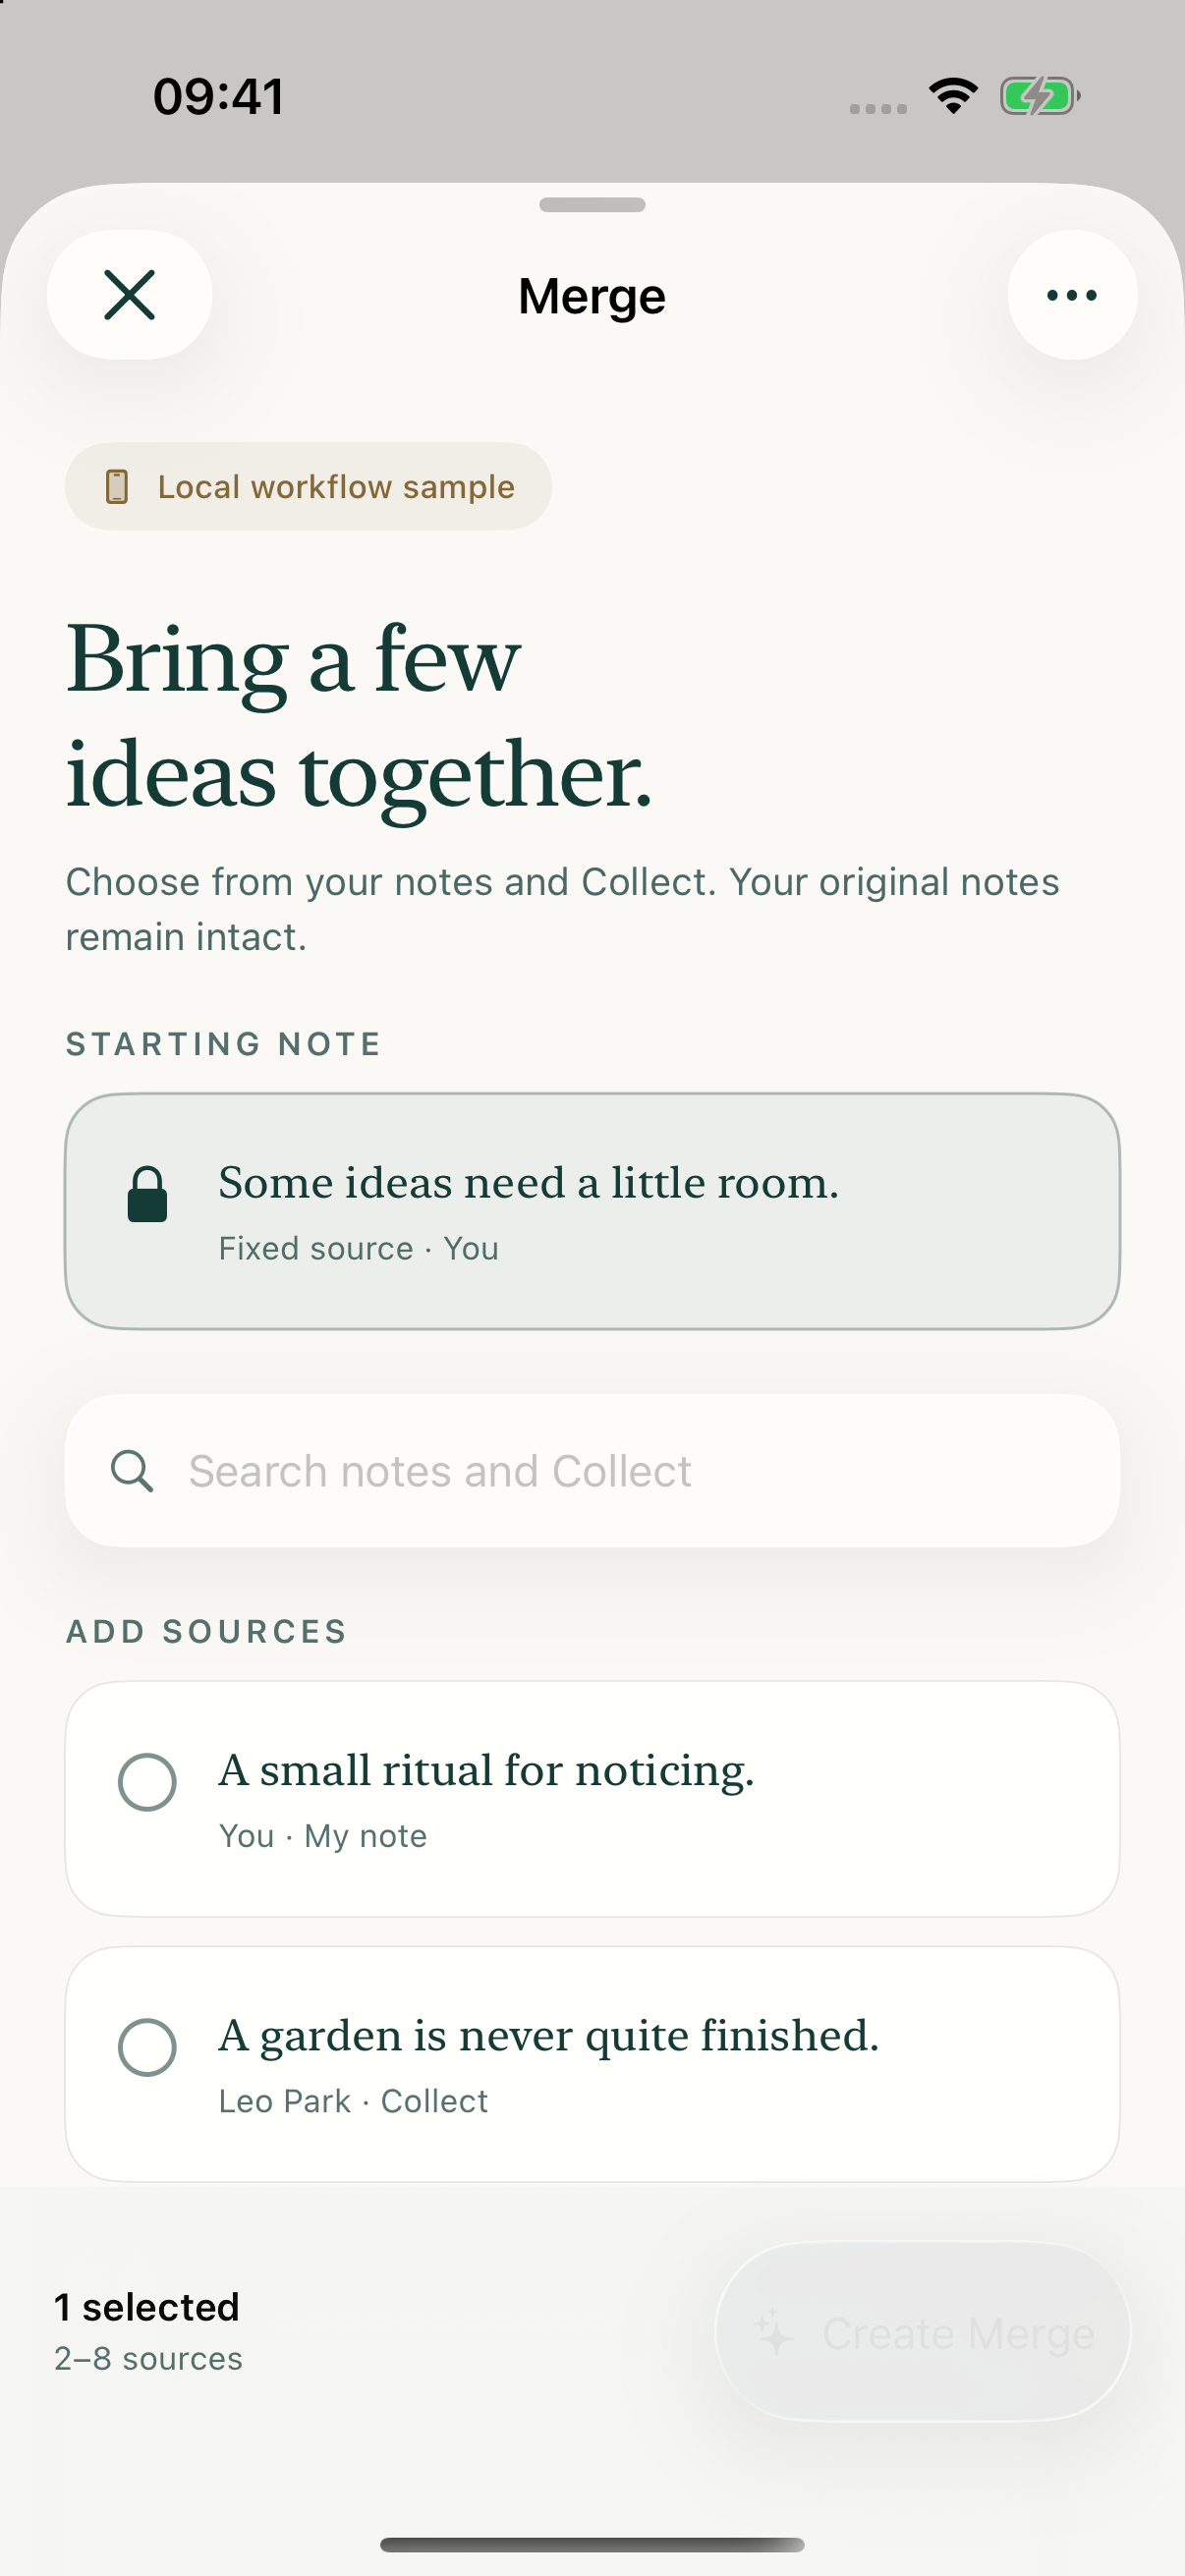 09:41
Merge
Local workflow sample
Bring a few
ideas together.
Choose from your notes and Collect. Your original notes
remain intact.
STARTING NOTE
Some ideas need a little room.
Fixed source · You
Search notes and Collect
ADD SOURCES
A small ritual for noticing.
You · My note
A garden is never quite finished.
Leo Park · Collect
1 selected
2–8 sources
Create Merge